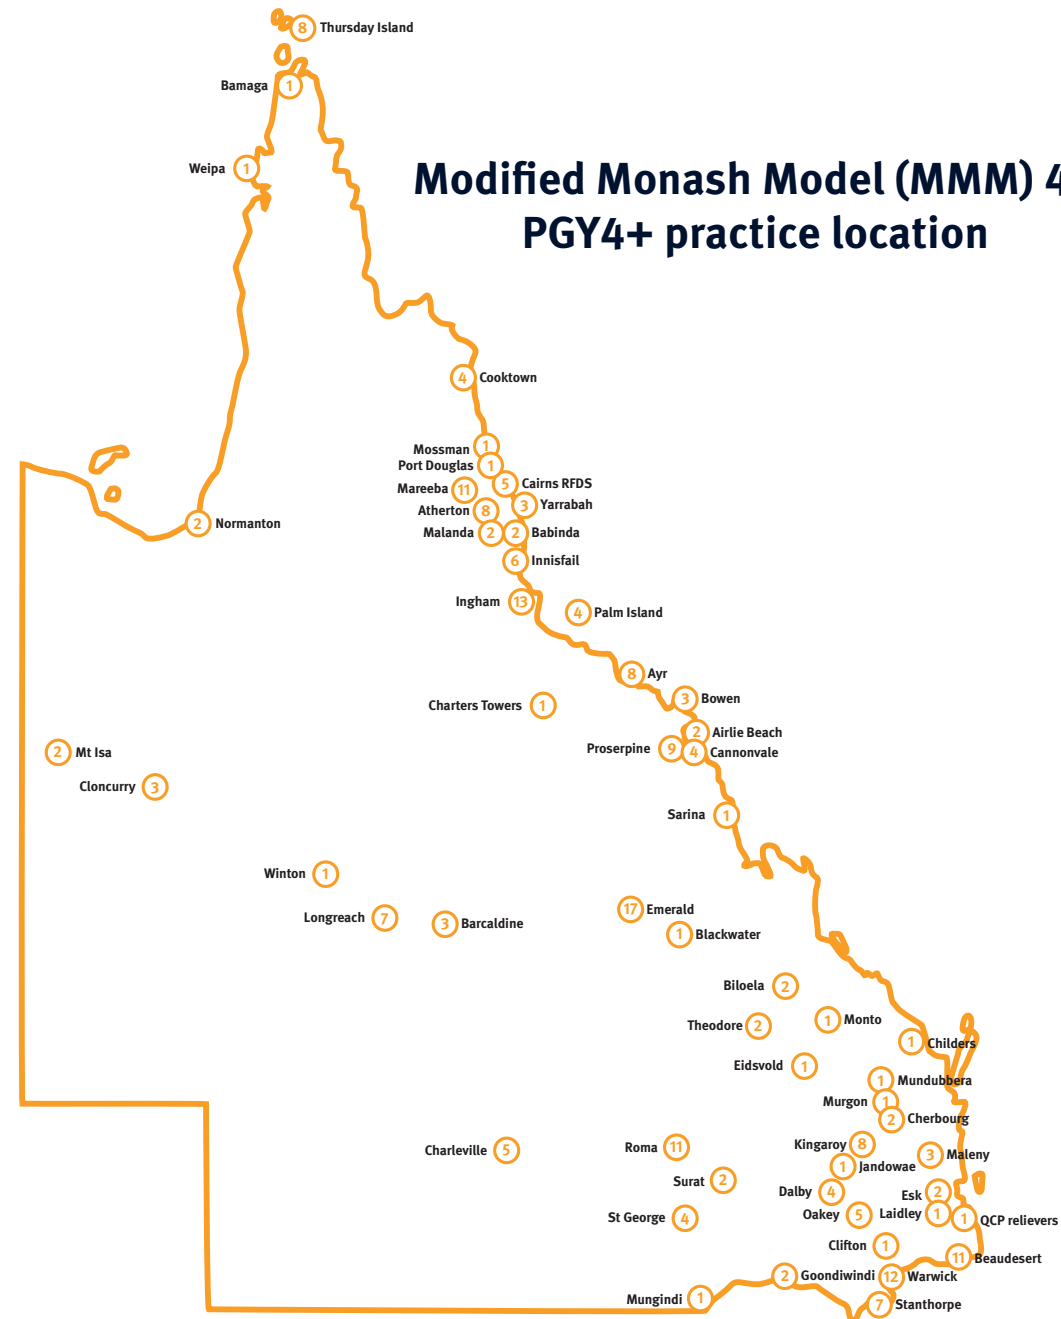 8 Thursday Island
Bamaga 1
Weipa 1
Modified Monash Model (MMM) 4
PGY4+ practice location
4 Cooktown
Mossman 1
Port Douglas 1
Mareeba 11
5 Cairns RFDS
Atherton 8
3 Yarrabah
2 Normanton
Malanda 2
2 Babinda
6 Innisfail
Ingham 13
4 Palm Island
8 Ayr
3 Bowen
Charters Towers 1
2 Airlie Beach
Proserpine 9
4 Cannonvale
2 Mt Isa
Cloncurry 3
Sarina 1
Winton 1
Longreach 7
3 Barcaldine
17 Emerald
1 Blackwater
Biloela 2
Theodore 2
1 Monto
1 Childers
Eidsvold 1
1 Mundubbera
Murgon 1
2 Cherbourg
Charleville 5
Roma 11
Kingaroy 8
3 Maleny
1 Jandowae
Surat 2
Dalby 4
Esk 2
St George 4
Oakey 5
Laidley 1
1 QCP relievers
Clifton 1
11 Beaudesert
2 Goondiwindi
12 Warwick
Mungindi 1
7 Stanthorpe